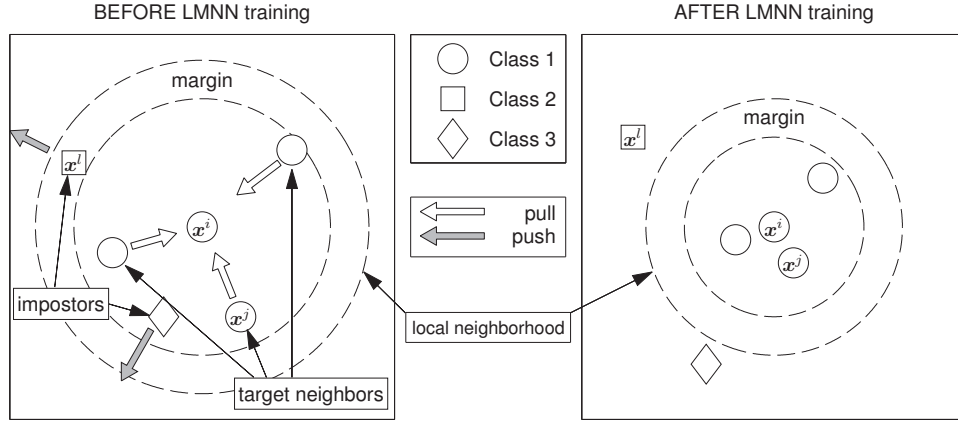 BEFORE LMNN training
AFTER LMNN training
margin
Class 1
Class 2
Class 3
margin
x^l
x^l
pull
push
x^i
x^i
x^j
impostors
x^j
local neighborhood
target neighbors